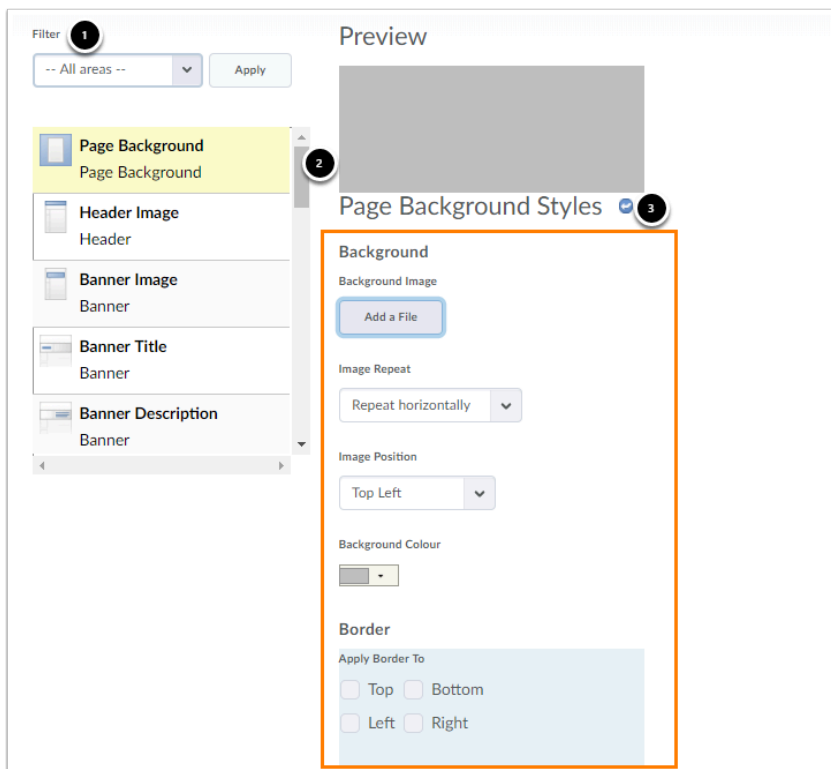 Filter 1
-- All areas --
Apply
Page Background
Page Background
Header Image
Header
Banner Image
Banner
Banner Title
Banner
Banner Description
Banner
2
Preview
Page Background Styles 3
Background
Background Image
Add a File
Image Repeat
Repeat horizontally
Image Position
Top Left
Background Colour
Border
Apply Border To
Top Bottom
Left Right